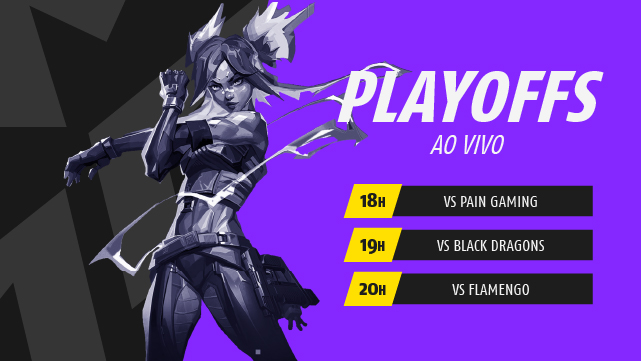 PLAYOFFS
AO VIVO
18H VS PAIN GAMING
19H VS BLACK DRAGONS
20H VS FLAMENGO